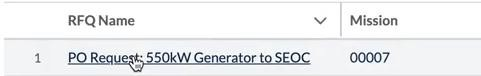 RFQ Name Mission
1 PO Request: 550kW Generator to SEOC 00007